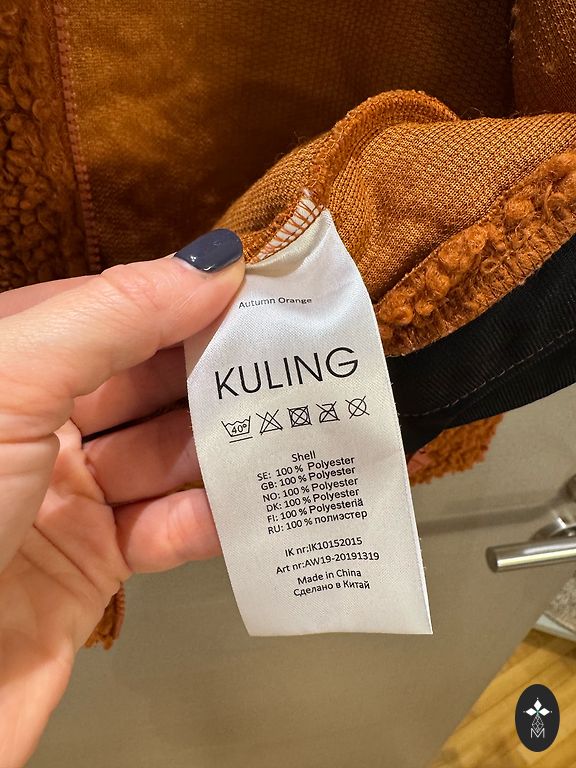 Autumn Orange
KULING
40°
Shell
SE: 100 % Polyester
GB: 100 % Polyester
NO: 100 % Polyester
DK: 100 % Polyester
FI: 100 % Polyesteriä
RU: 100 % полиэстер
IK nr:IK10152015
Art nr:AW19-20191319
Made in China
Сделано в Китай
M